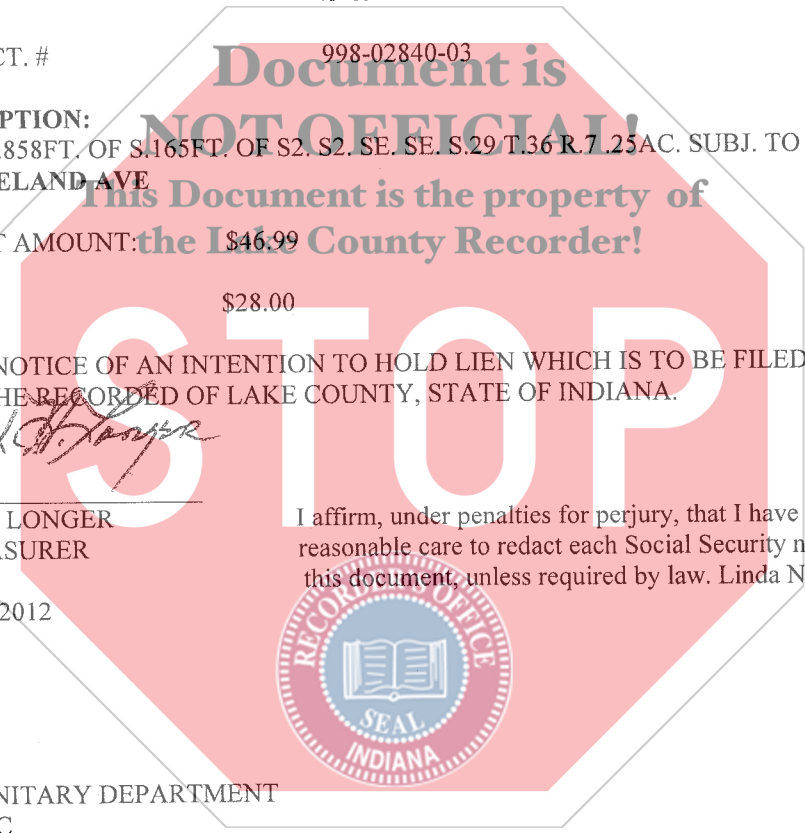 CT. # 998-02840-03
Document is
PTION:
NOT OFFICIAL!
.858FT. OF S.165FT. OF S2. S2. SE. SE. S.29 T.36 R.7 .25AC. SUBJ. TO
ELAND AVE
This Document is the property of
T AMOUNT: $46.99
the Lake County Recorder!
$28.00
STOP
NOTICE OF AN INTENTION TO HOLD LIEN WHICH IS TO BE FILED
HE RECORDED OF LAKE COUNTY, STATE OF INDIANA.
LONGER
ASURER
I affirm, under penalties for perjury, that I have
reasonable care to redact each Social Security n
this document, unless required by law. Linda N
2012
RECORDER'S OFFICE
SEAL
INDIANA
NITARY DEPARTMENT